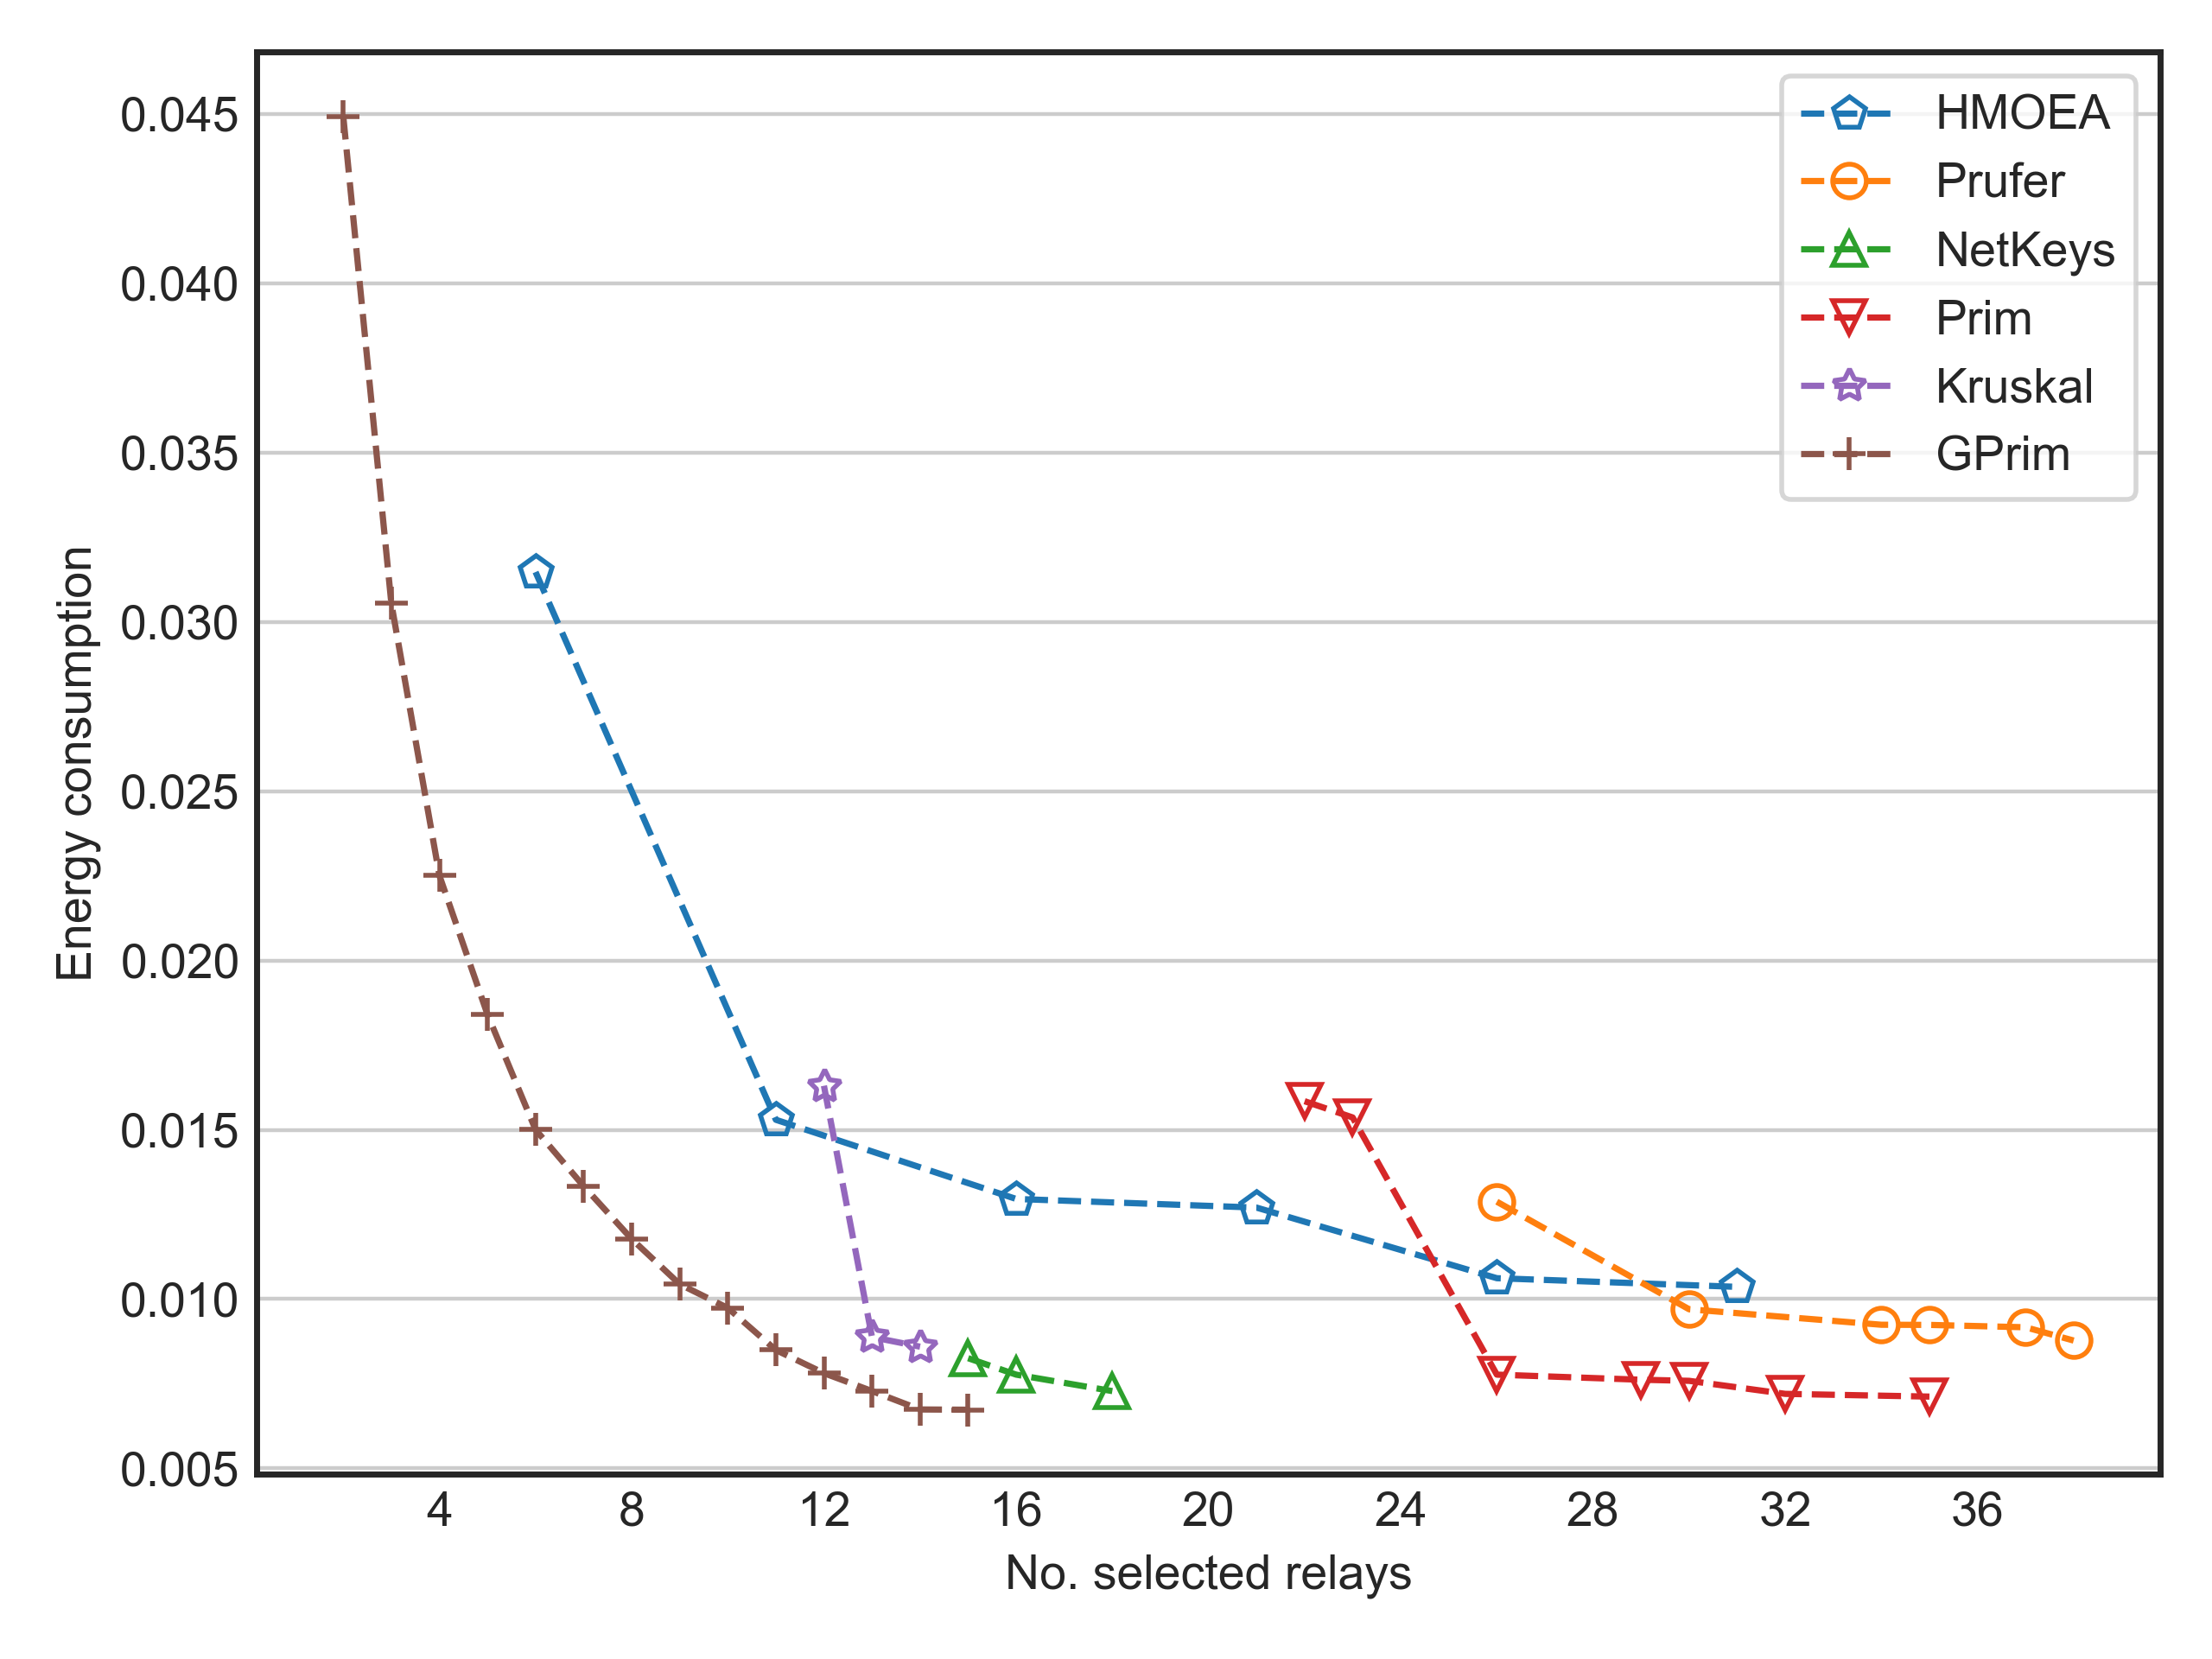 0.045
0.040
0.035
0.030
0.025
0.020
0.015
0.010
0.005
Energy consumption
4 8 12 16 20 24 28 32 36
No. selected relays
HMOEA
Prufer
NetKeys
Prim
Kruskal
GPrim